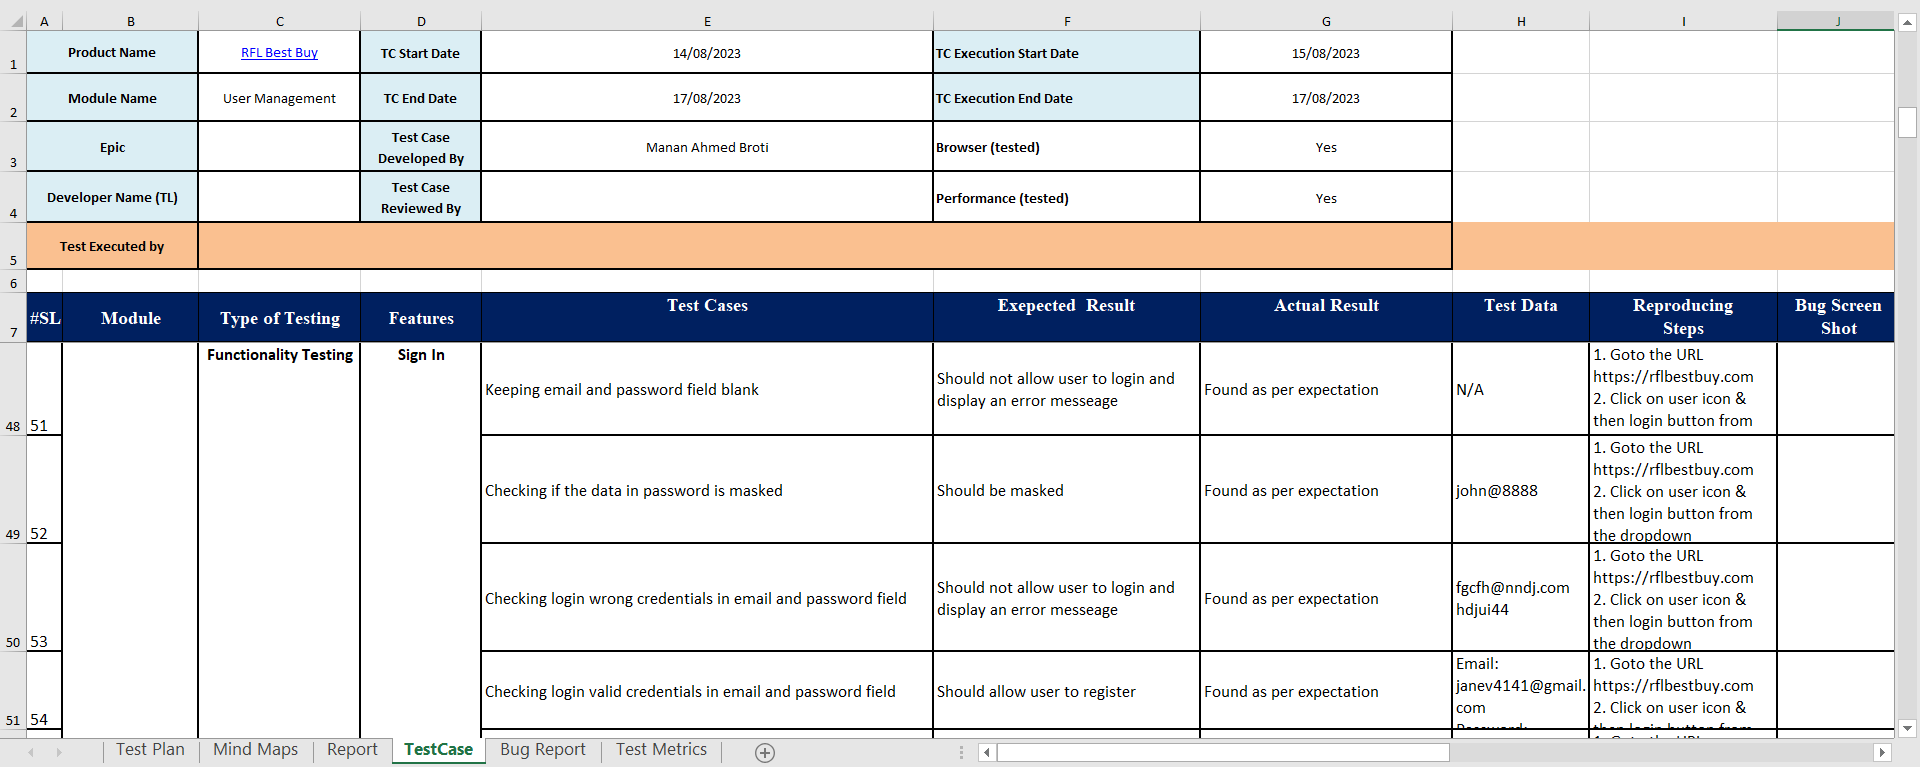 A B C D E F G H I J
1 Product Name RFL Best Buy TC Start Date 14/08/2023 TC Execution Start Date 15/08/2023
2 Module Name User Management TC End Date 17/08/2023 TC Execution End Date 17/08/2023
3 Epic Test Case Developed By Manan Ahmed Broti Browser (tested) Yes
4 Developer Name (TL) Test Case Reviewed By Performance (tested) Yes
5 Test Executed by
6
7 #SL Module Type of Testing Features Test Cases Exepected Result Actual Result Test Data Reproducing Steps Bug Screen Shot
Functionality Testing Sign In
48 51 Keeping email and password field blank
Should not allow user to login and
display an error messeage
Found as per expectation
N/A
1. Goto the URL
https://rflbestbuy.com
2. Click on user icon &
then login button from
49 52 Checking if the data in password is masked
Should be masked
Found as per expectation
john@8888
1. Goto the URL
https://rflbestbuy.com
2. Click on user icon &
then login button from
the dropdown
50 53 Checking login wrong credentials in email and password field
Should not allow user to login and
display an error messeage
Found as per expectation
fgcfh@nndj.com
hdjui44
1. Goto the URL
https://rflbestbuy.com
2. Click on user icon &
then login button from
the dropdown
51 54 Checking login valid credentials in email and password field
Should allow user to register
Found as per expectation
Email:
janev4141@gmail.
com
1. Goto the URL
https://rflbestbuy.com
2. Click on user icon &
Test Plan Mind Maps Report TestCase Bug Report Test Metrics